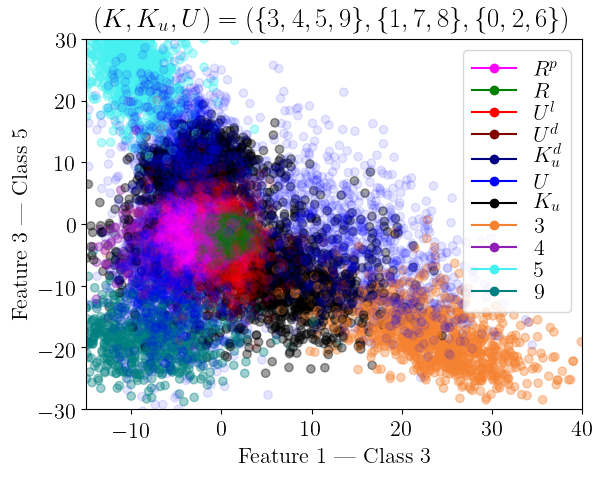 (K, K_u, U) = ({3, 4, 5, 9}, {1, 7, 8}, {0, 2, 6})
Feature 3 — Class 5
30
20
10
0
−10
−20
−30
R^p
R
U^l
U^d
K_u^d
U
K_u
3
4
5
9
−10
0
10
20
30
40
Feature 1 — Class 3